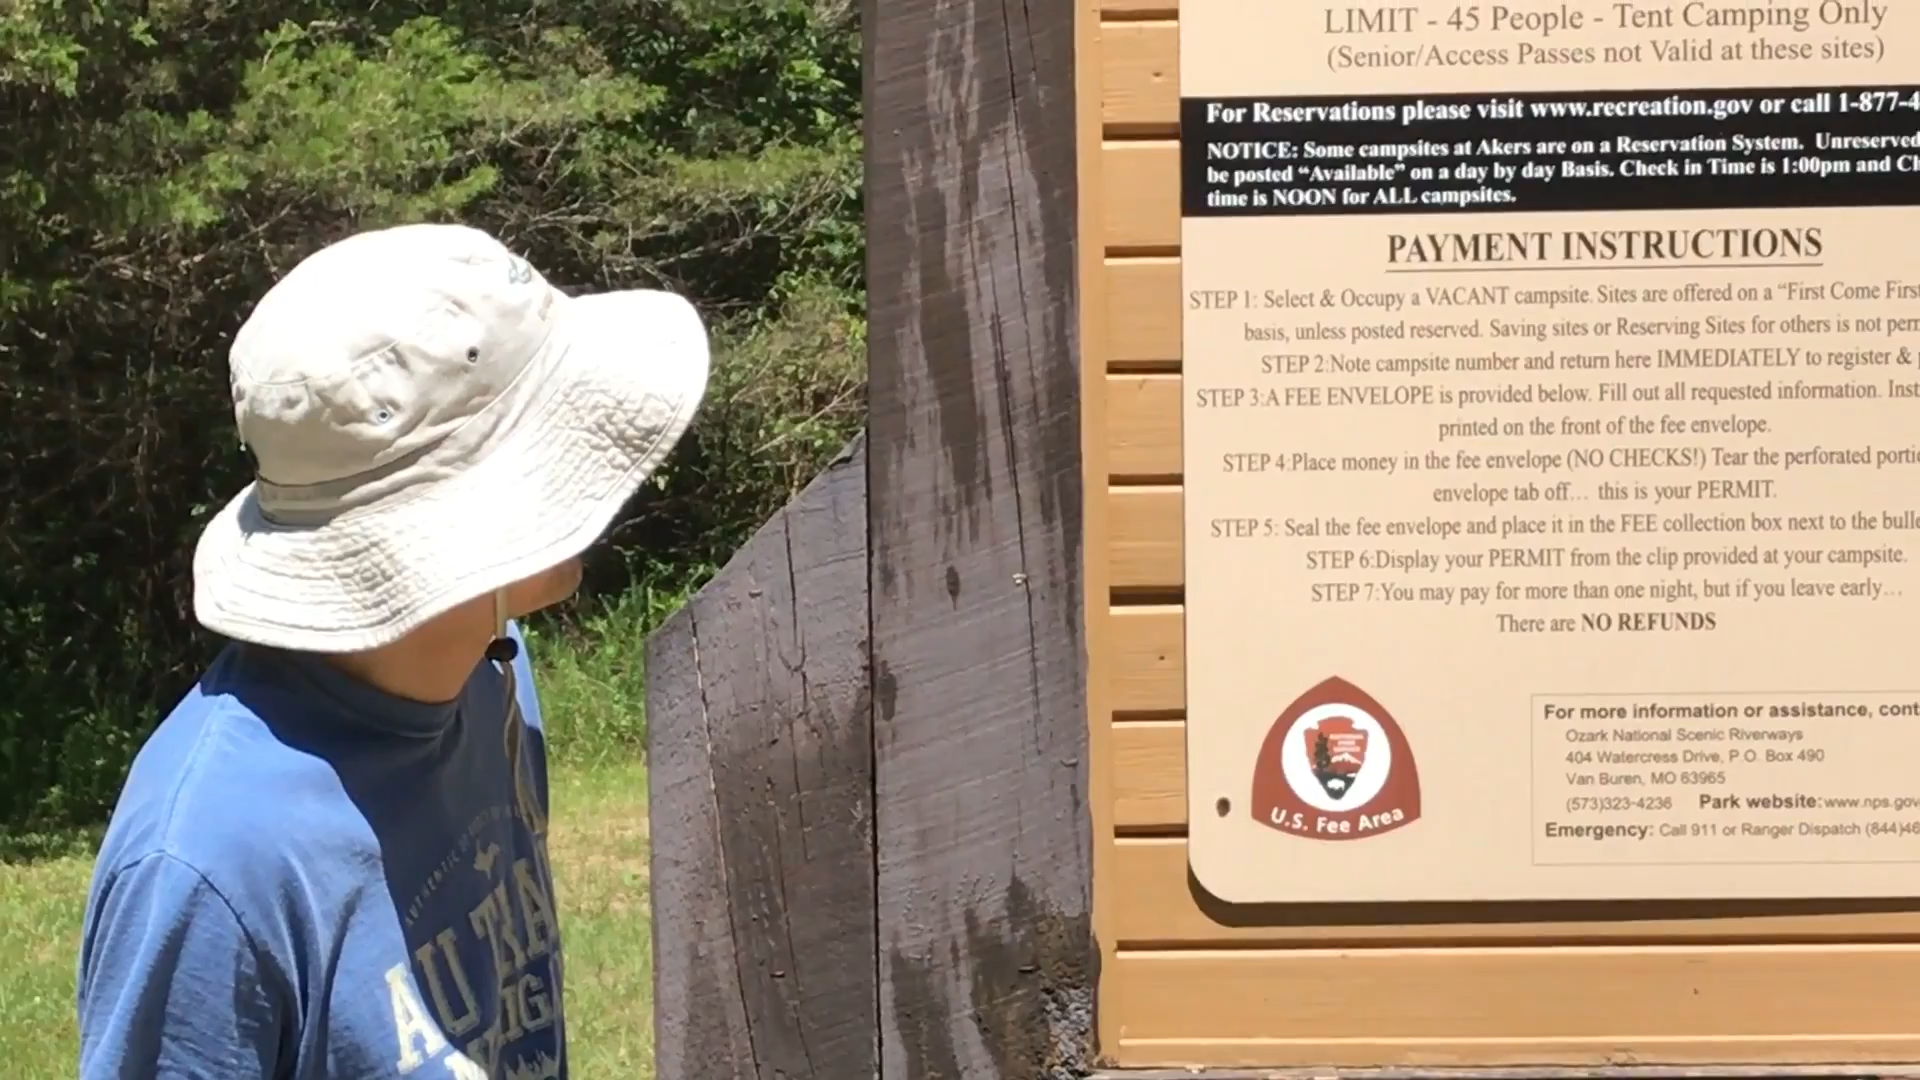 LIMIT - 45 People - Tent Camping Only
(Senior/Access Passes not Valid at these sites)
For Reservations please visit www.recreation.gov or call 1-877-4
NOTICE: Some campsites at Akers are on a Reservation System. Unreserved
be posted “Available” on a day by day Basis. Check in Time is 1:00pm and Ch
time is NOON for ALL campsites.
PAYMENT INSTRUCTIONS
STEP 1: Select & Occupy a VACANT campsite. Sites are offered on a “First Come First
basis, unless posted reserved. Saving sites or Reserving Sites for others is not perm
STEP 2:Note campsite number and return here IMMEDIATELY to register &
STEP 3:A FEE ENVELOPE is provided below. Fill out all requested information. Inst
printed on the front of the fee envelope.
STEP 4:Place money in the fee envelope (NO CHECKS!) Tear the perforated porti
envelope tab off… this is your PERMIT.
STEP 5: Seal the fee envelope and place it in the FEE collection box next to the bulle
STEP 6:Display your PERMIT from the clip provided at your campsite.
STEP 7:You may pay for more than one night, but if you leave early…
There are NO REFUNDS
U.S. Fee Area
For more information or assistance, cont
Ozark National Scenic Riverways
404 Watercress Drive, P.O. Box 490
Van Buren, MO 63965
(573)323-4236 Park website:www.nps.gov
Emergency: Call 911 or Ranger Dispatch (844)46
AUTHENTIC
AU TRA